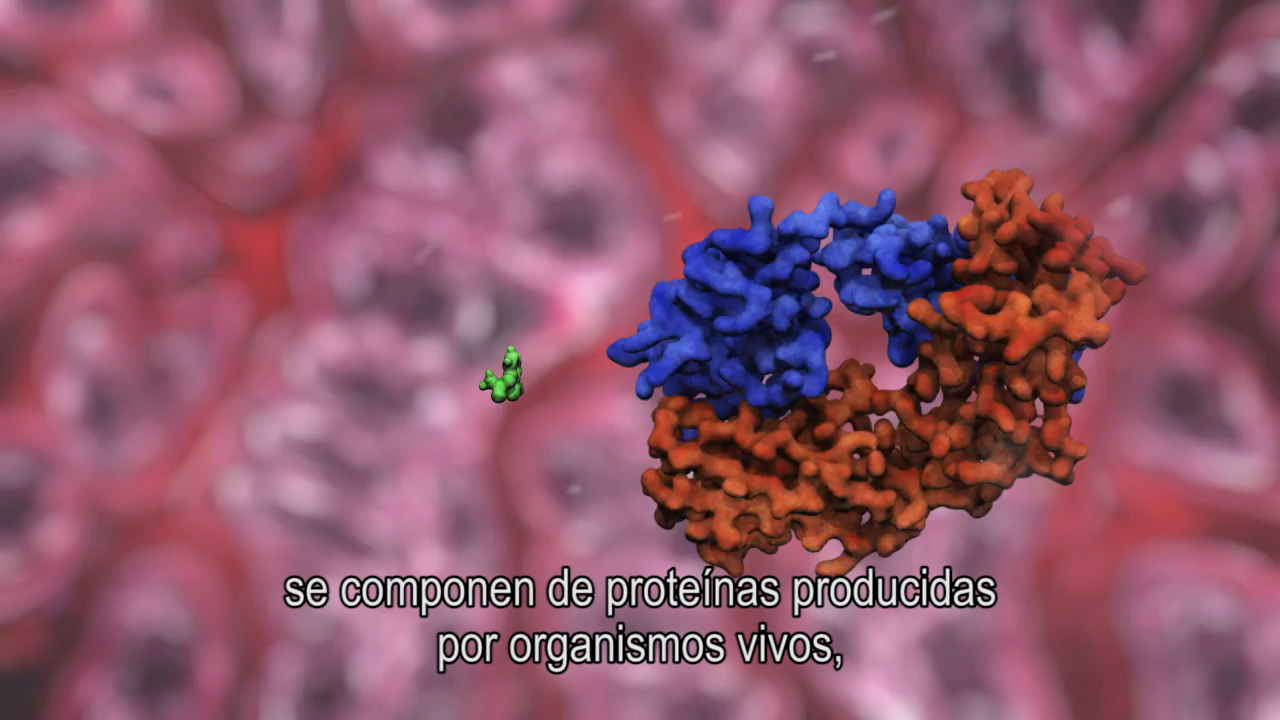 se componen de proteínas producidas
por organismos vivos,